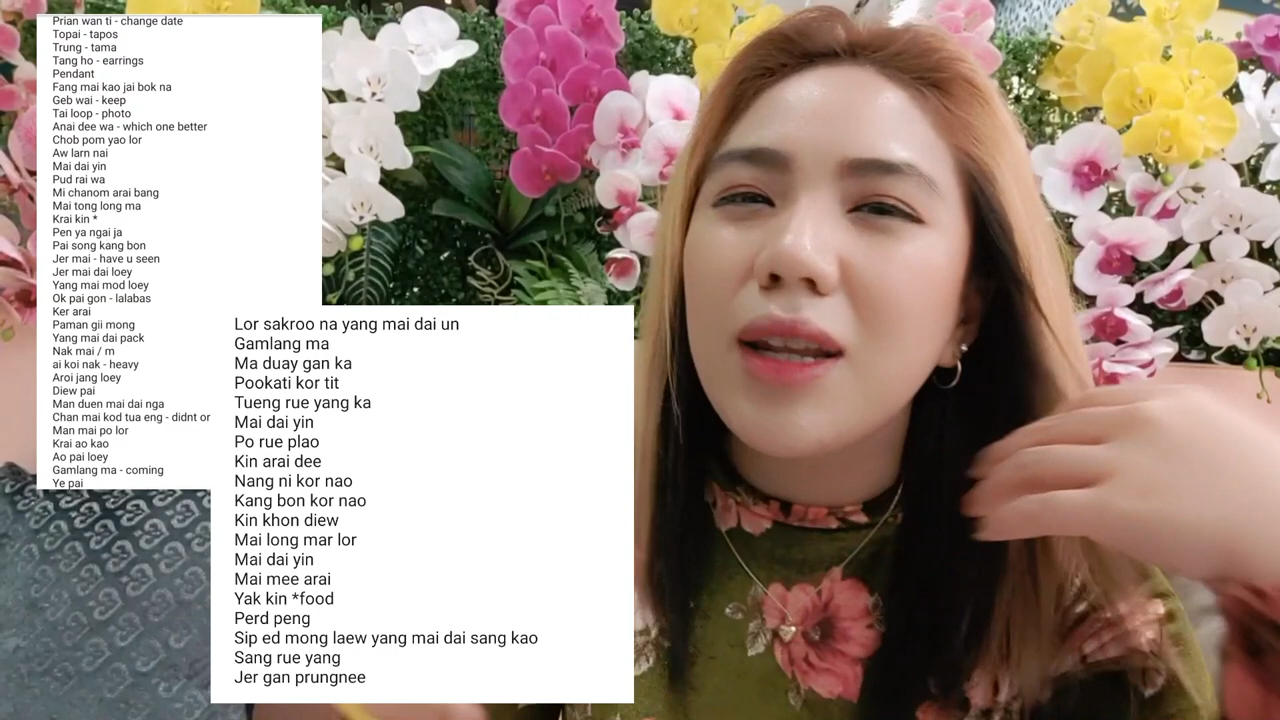 Prian wan ti - change date
Topai - tapos
Trung - tama
Tang ho - earrings
Pendant
Fang mai kao jai bok na
Geb wai - keep
Tai loop - photo
Anai dee wa - which one better
Chob pom yao lor
Aw larn nai
Mai dai yin
Pud rai wa
Mi chanom arai bang
Mai tong long ma
Krai kin *
Pen ya ngai ja
Pai song kang bon
Jer mai - have u seen
Jer mai dai loey
Yang mai mod loey
Ok pai gon - lalabas
Ker arai
Paman gii mong
Yang mai dai pack
Nak mai / m
ai koi nak - heavy
Aroi jang loey
Diew pai
Man duen mai dai nga
Chan mai kod tua eng - didnt or
Man mai po lor
Krai ao kao
Ao pai loey
Gamlang ma - coming
Ye pai
Lor sakroo na yang mai dai un
Gamlang ma
Ma duay gan ka
Pookati kor tit
Tueng rue yang ka
Mai dai yin
Po rue plao
Kin arai dee
Nang ni kor nao
Kang bon kor nao
Kin khon diew
Mai long mar lor
Mai dai yin
Mai mee arai
Yak kin *food
Perd peng
Sip ed mong laew yang mai dai sang kao
Sang rue yang
Jer gan prungnee